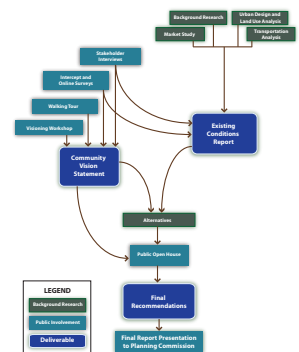 Background Research
Urban Design and
Land Use Analysis
Market Study
Transportation
Analysis
Stakeholder
Interviews
Intercept and
Online Surveys
Walking Tour
Visioning Workshop
Existing
Conditions
Report
Community
Vision
Statement
Alternatives
Public Open House
Final
Recommendations
Final Report Presentation
to Planning Commission
LEGEND
Background Research
Public Involvement
Deliverable